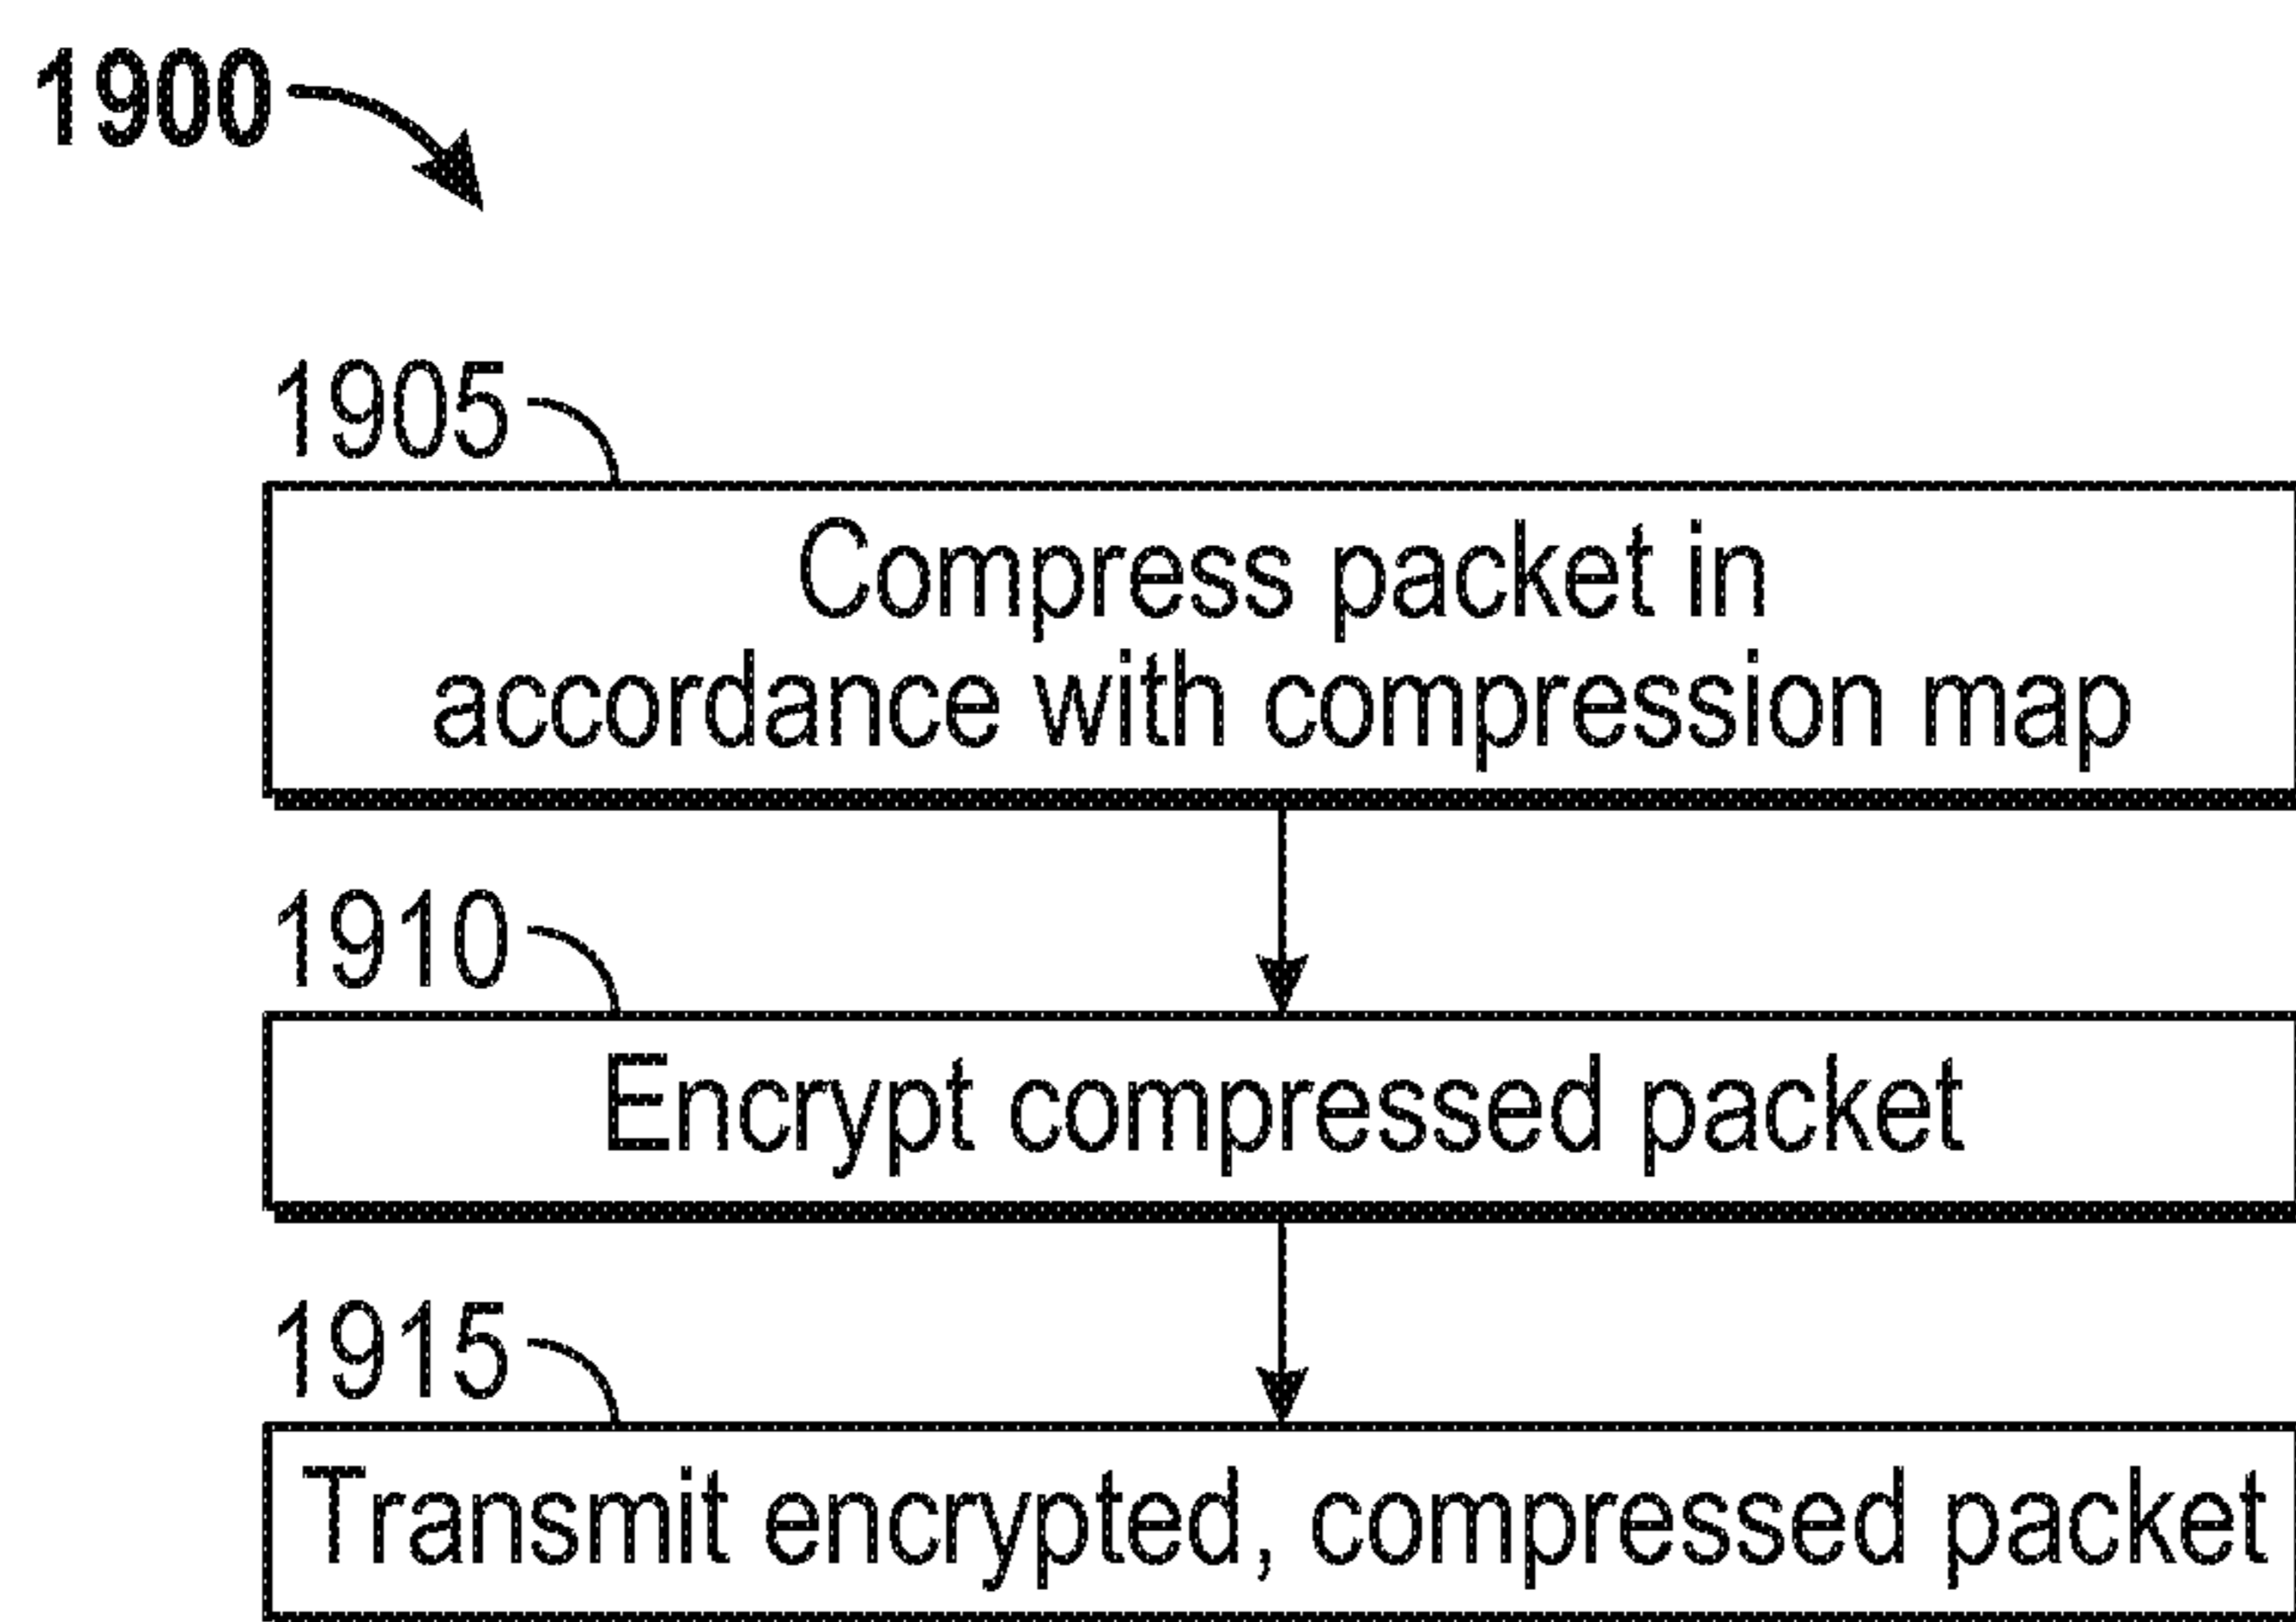 1900
1905
Compress packet in
accordance with compression map
1910
Encrypt compressed packet
1915
Transmit encrypted, compressed packet